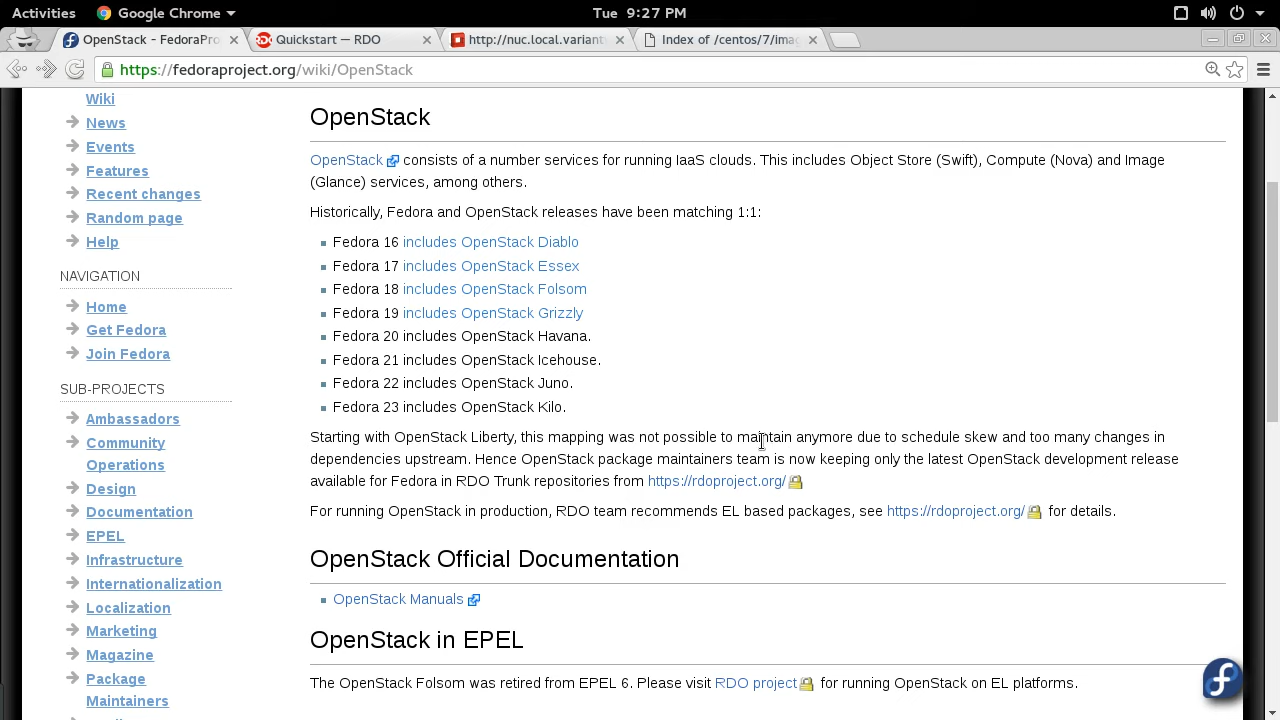 Activities
Google Chrome
Tue 9:27 PM
OpenStack - FedoraPro
Quickstart — RDO
http://nuc.local.variant
Index of /centos/7/ima
https://fedoraproject.org/wiki/OpenStack
Wiki
News
Events
Features
Recent changes
Random page
Help
NAVIGATION
Home
Get Fedora
Join Fedora
SUB-PROJECTS
Ambassadors
Community
Operations
Design
Documentation
EPEL
Infrastructure
Internationalization
Localization
Marketing
Magazine
Package
Maintainers
OpenStack
OpenStack consists of a number services for running IaaS clouds. This includes Object Store (Swift), Compute (Nova) and Image
(Glance) services, among others.
Historically, Fedora and OpenStack releases have been matching 1:1:
Fedora 16 includes OpenStack Diablo
Fedora 17 includes OpenStack Essex
Fedora 18 includes OpenStack Folsom
Fedora 19 includes OpenStack Grizzly
Fedora 20 includes OpenStack Havana.
Fedora 21 includes OpenStack Icehouse.
Fedora 22 includes OpenStack Juno.
Fedora 23 includes OpenStack Kilo.
Starting with OpenStack Liberty, this mapping was not possible to maintain anymore due to schedule skew and too many changes in
dependencies upstream. Hence OpenStack package maintainers team is now keeping only the latest OpenStack development release
available for Fedora in RDO Trunk repositories from https://rdoproject.org/
For running OpenStack in production, RDO team recommends EL based packages, see https://rdoproject.org/ for details.
OpenStack Official Documentation
OpenStack Manuals
OpenStack in EPEL
The OpenStack Folsom was retired from EPEL 6. Please visit RDO project for running OpenStack on EL platforms.